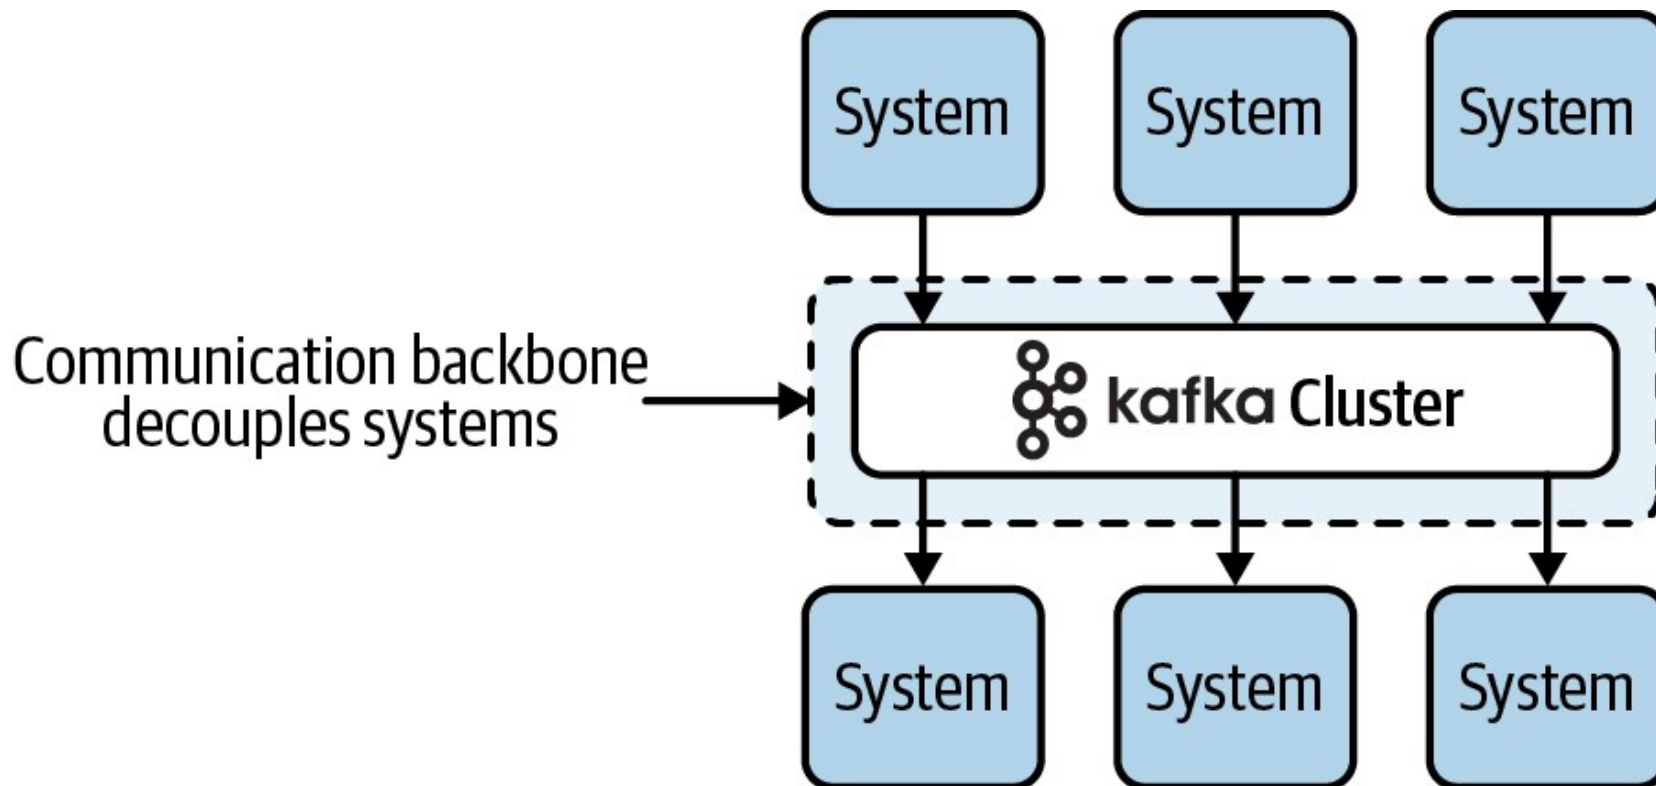 System
System
System
Communication backbone
decouples systems
kafka Cluster
System
System
System